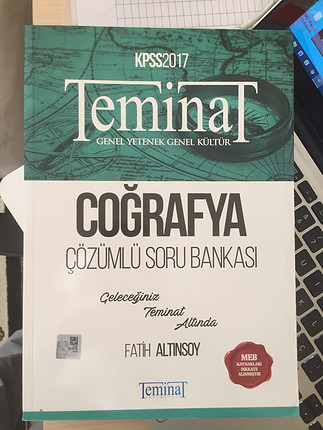 KPSS2017
Teminat
GENEL YETENEK GENEL KÜLTÜR
COĞRAFYA
ÇÖZÜMLÜ SORU BANKASI
Geleceğiniz
Teminat
Altında
FATİH ALTINSOY
MEB
KAYNAKLARI
DİKKATE
ALINMIŞTIR
Teminat